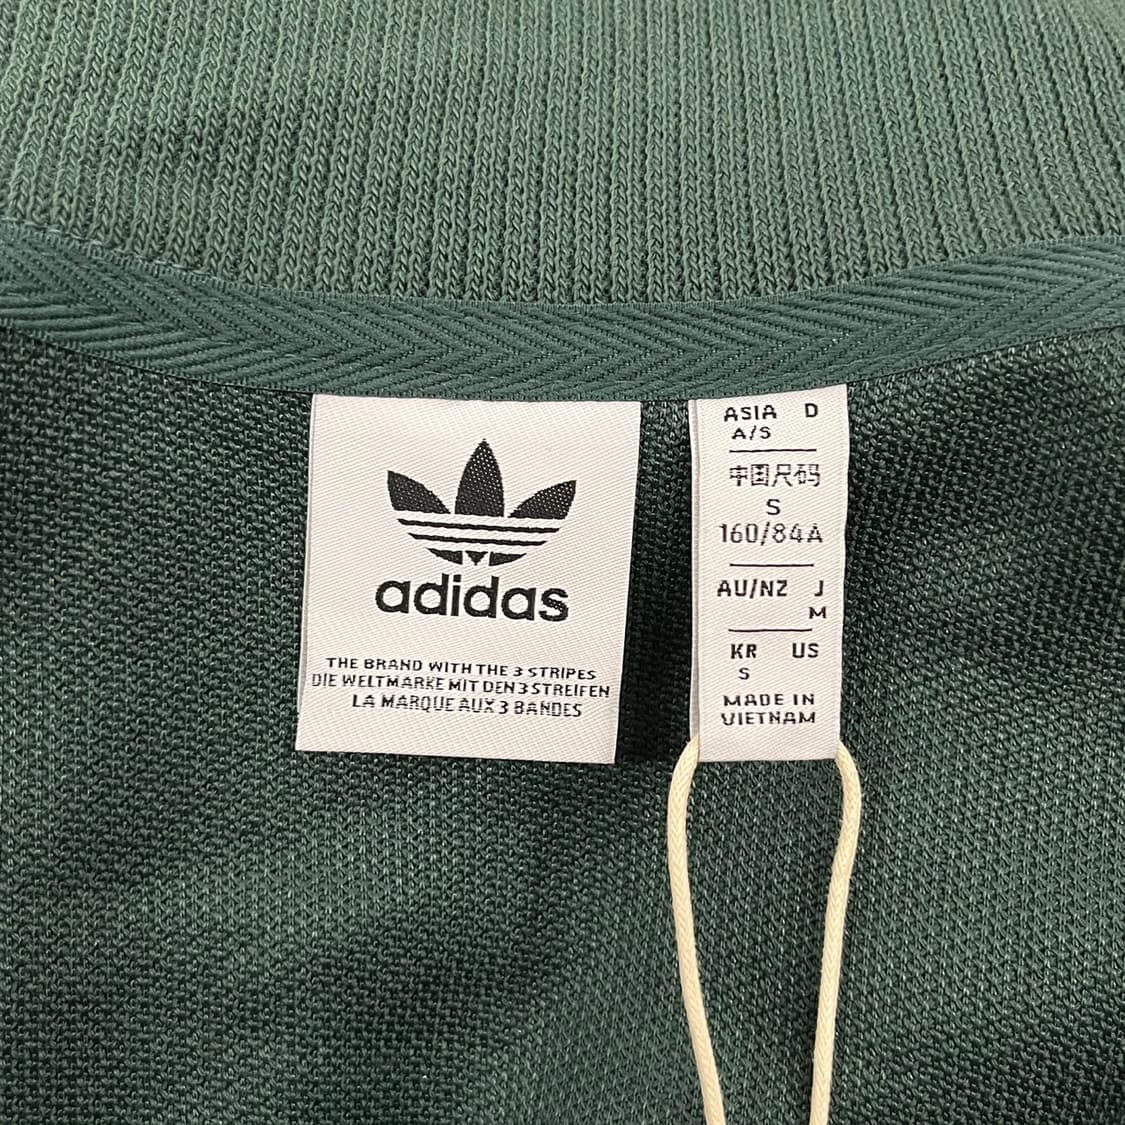 adidas
THE BRAND WITH THE 3 STRIPES
DIE WELTMARKE MIT DEN 3 STREIFEN
LA MARQUE AUX 3 BANDES
ASIA D
A/S
中国尺码
S
160/84A
AU/NZ J
M
KR US
S
MADE IN
VIETNAM